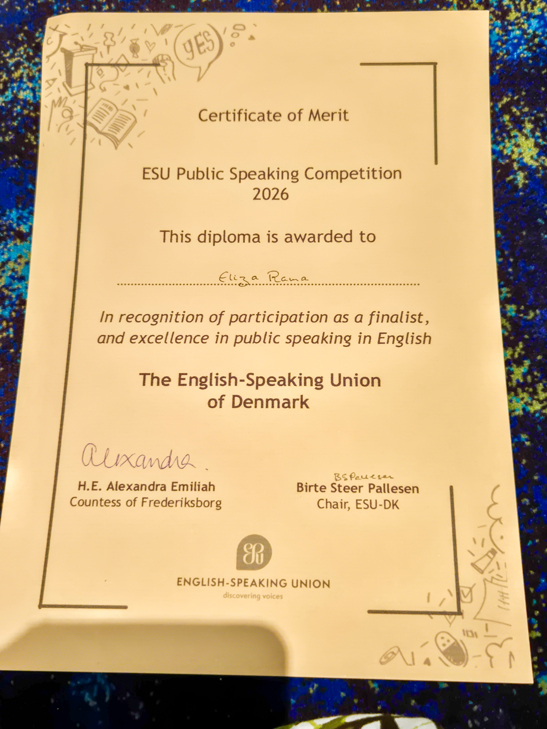 YES
Certificate of Merit
ESU Public Speaking Competition
2026
This diploma is awarded to
Eliza Rana
In recognition of participation as a finalist,
and excellence in public speaking in English
The English-Speaking Union
of Denmark
Alexandra.
BSPallesen
H.E. Alexandra Emiliah
Countess of Frederiksborg
Birte Steer Pallesen
Chair, ESU-DK
ESU
ENGLISH-SPEAKING UNION
discovering voices